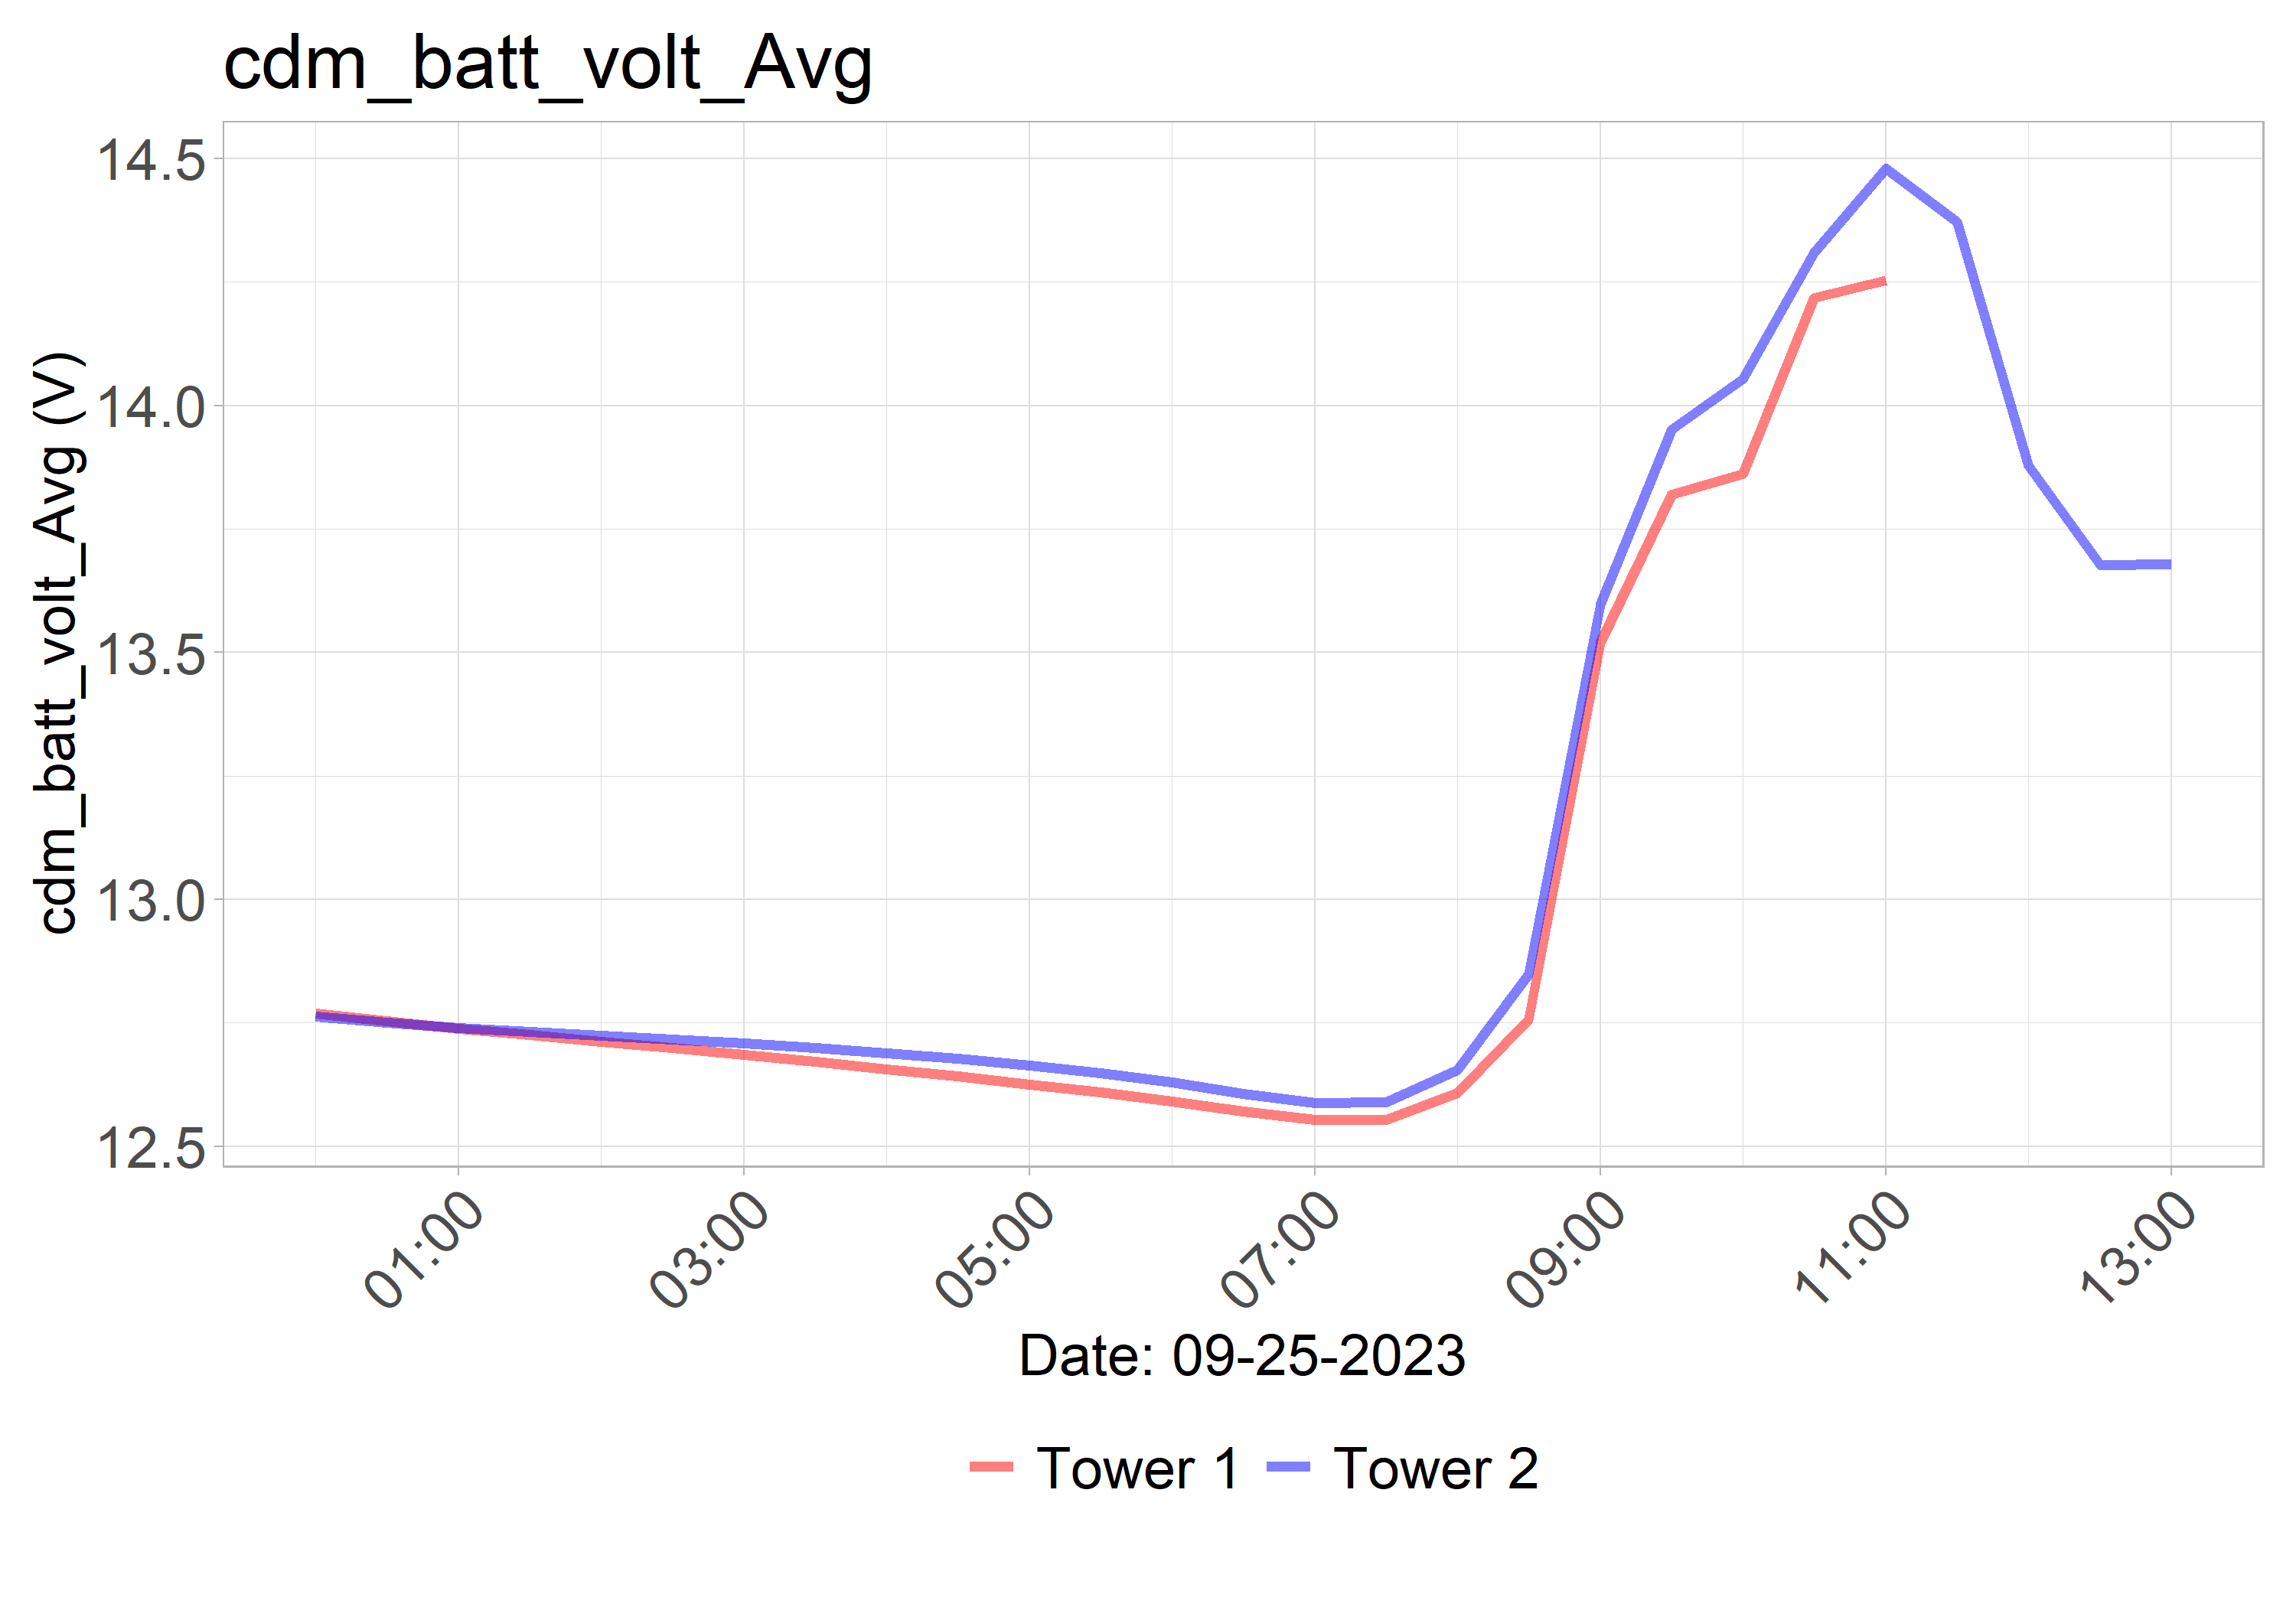 cdm_batt_volt_Avg
cdm_batt_volt_Avg (V)
14.5
14.0
13.5
13.0
12.5
01:00
03:00
05:00
07:00
09:00
11:00
13:00
Date: 09-25-2023
Tower 1
Tower 2